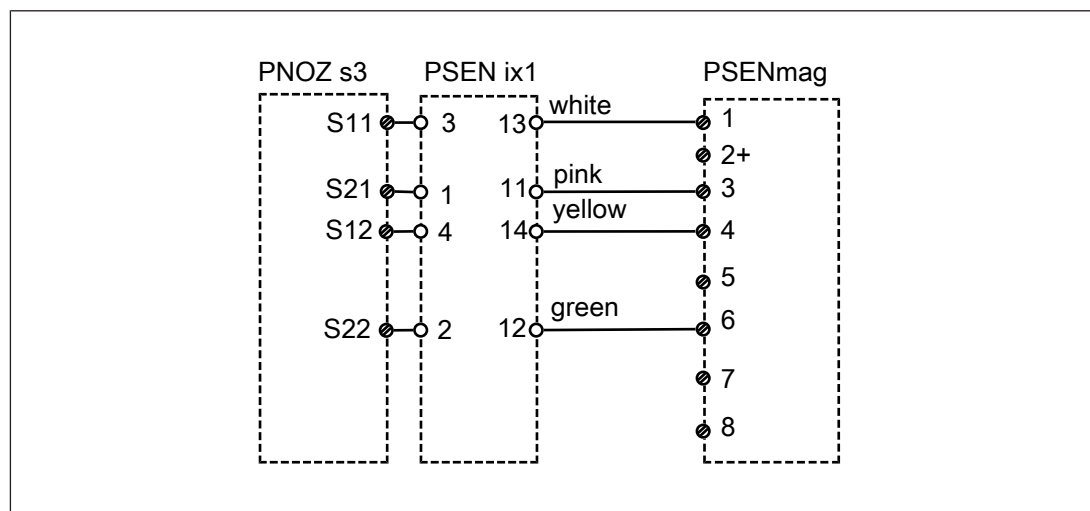 PNOZ s3 PSEN ix1 PSENmag
S11 3 13 white 1
2+
S21 1 11 pink 3
S12 4 14 yellow 4
5
S22 2 12 green 6
7
8